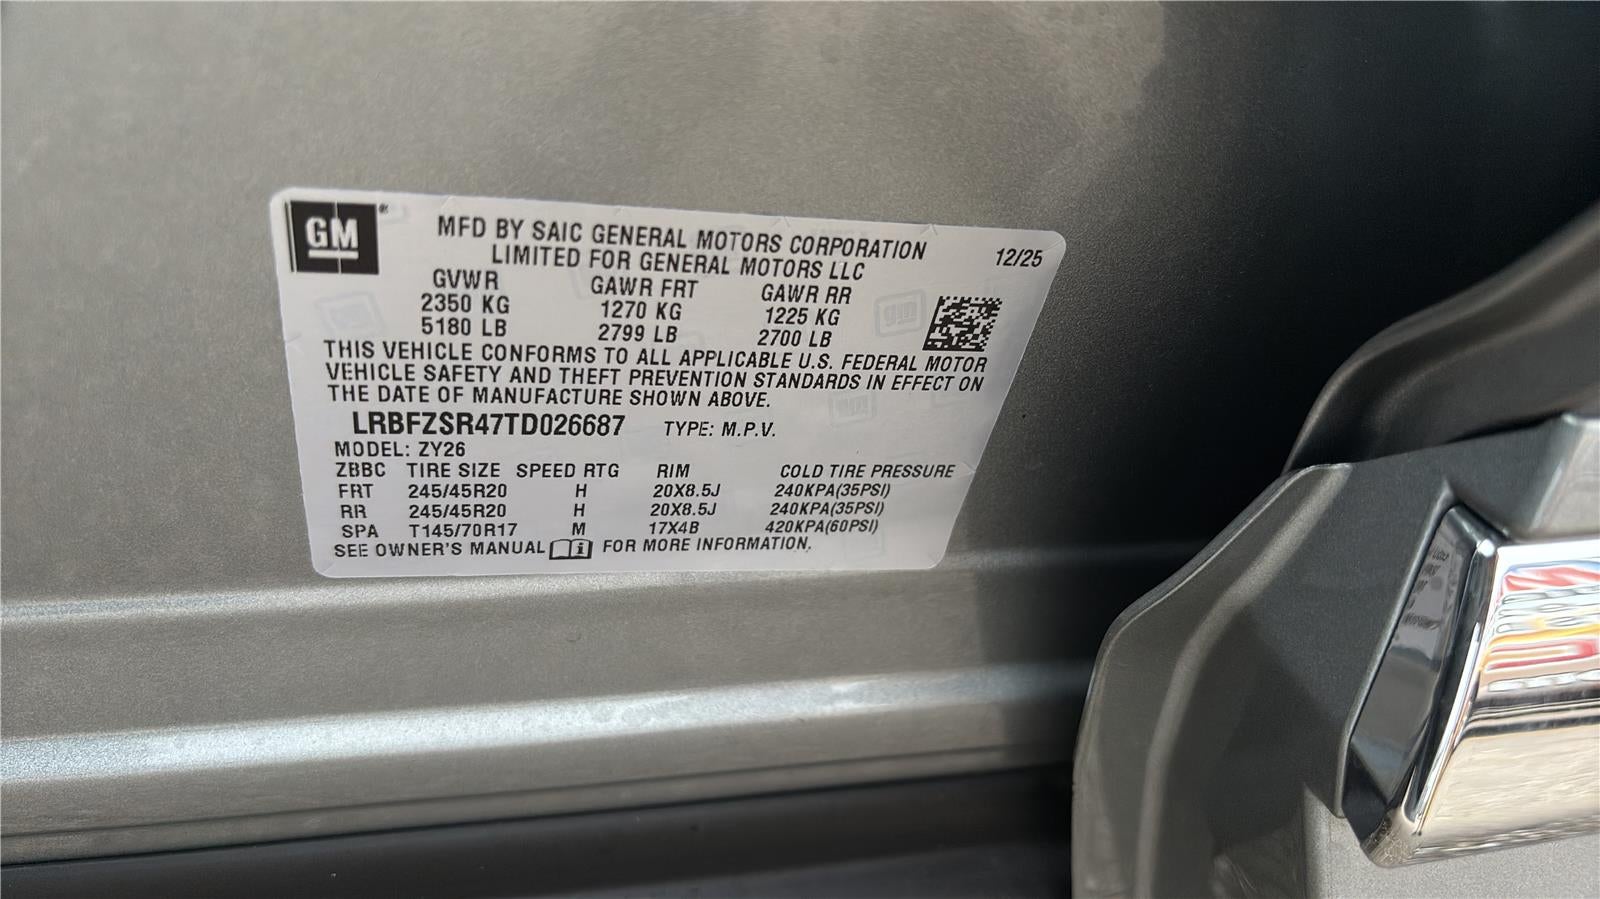 GM ®
MFD BY SAIC GENERAL MOTORS CORPORATION
LIMITED FOR GENERAL MOTORS LLC
12/25
GVWR GAWR FRT GAWR RR
2350 KG 1270 KG 1225 KG
5180 LB 2799 LB 2700 LB
THIS VEHICLE CONFORMS TO ALL APPLICABLE U.S. FEDERAL MOTOR
VEHICLE SAFETY AND THEFT PREVENTION STANDARDS IN EFFECT ON
THE DATE OF MANUFACTURE SHOWN ABOVE.
LRBFZSR47TD026687 TYPE: M.P.V.
MODEL: ZY26
ZBBC TIRE SIZE SPEED RTG RIM COLD TIRE PRESSURE
FRT 245/45R20 H 20X8.5J 240KPA(35PSI)
RR 245/45R20 H 20X8.5J 240KPA(35PSI)
SPA T145/70R17 M 17X4B 420KPA(60PSI)
SEE OWNER'S MANUAL i FOR MORE INFORMATION.